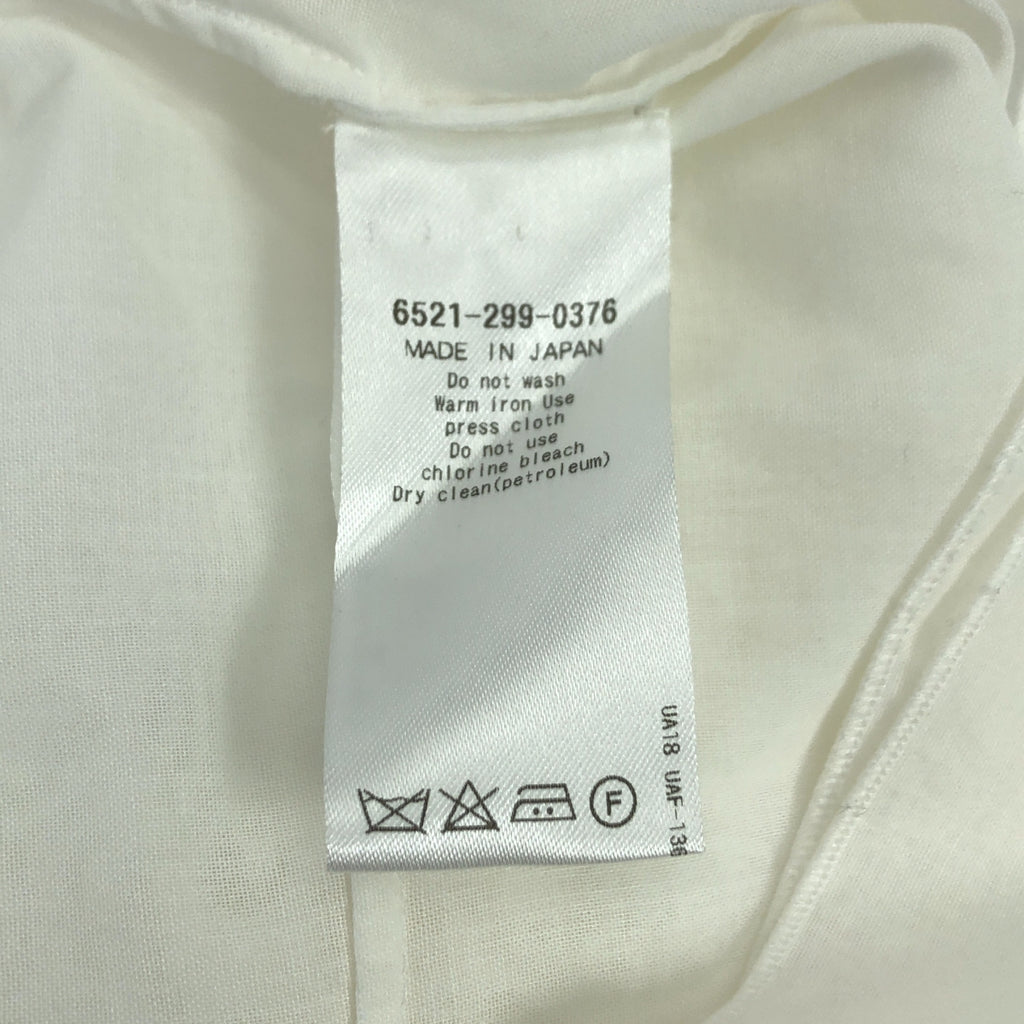 6521-299-0376
MADE IN JAPAN
Do not wash
Warm iron Use
press cloth
Do not use
chlorine bleach
Dry clean(petroleum)
UA18 UAF-136
F